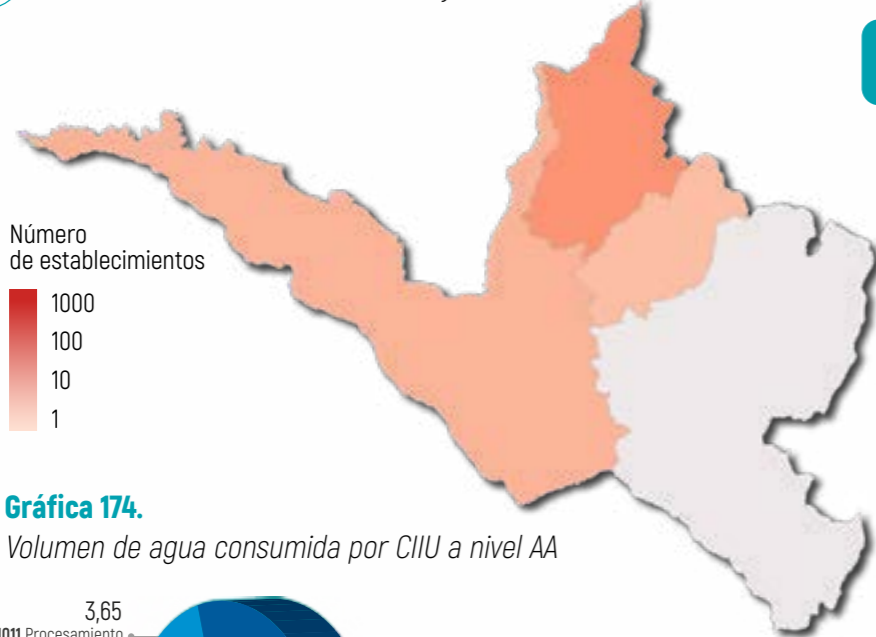 Número
de establecimientos
1000
100
10
1
Gráfica 174.
Volumen de agua consumida por CIIU a nivel AA
3,65
Procesamiento